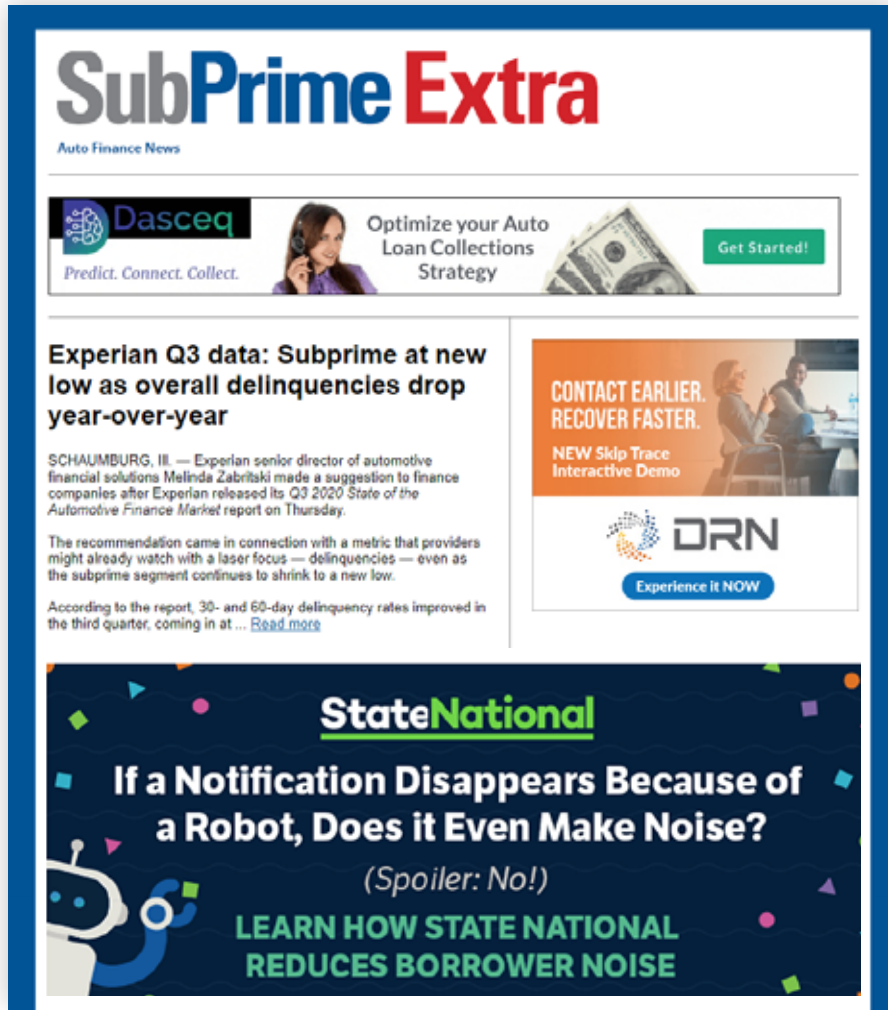 SubPrime Extra
Auto Finance News
Dasceq
Predict. Connect. Collect.
Optimize your Auto
Loan Collections
Strategy
Get Started!
Experian Q3 data: Subprime at new
low as overall delinquencies drop
year-over-year
SCHAUMBURG, Ill. — Experian senior director of automotive
financial solutions Melinda Zabritski made a suggestion to finance
companies after Experian released its Q3 2020 State of the
Automotive Finance Market report on Thursday.
The recommendation came in connection with a metric that providers
might already watch with a laser focus — delinquencies — even as
the subprime segment continues to shrink to a new low.
According to the report, 30- and 60-day delinquency rates improved in
the third quarter, coming in at ... Read more
CONTACT EARLIER.
RECOVER FASTER.
NEW Skip Trace
Interactive Demo
DRN
Experience it NOW
StateNational
If a Notification Disappears Because of
a Robot, Does it Even Make Noise?
(Spoiler: No!)
LEARN HOW STATE NATIONAL
REDUCES BORROWER NOISE